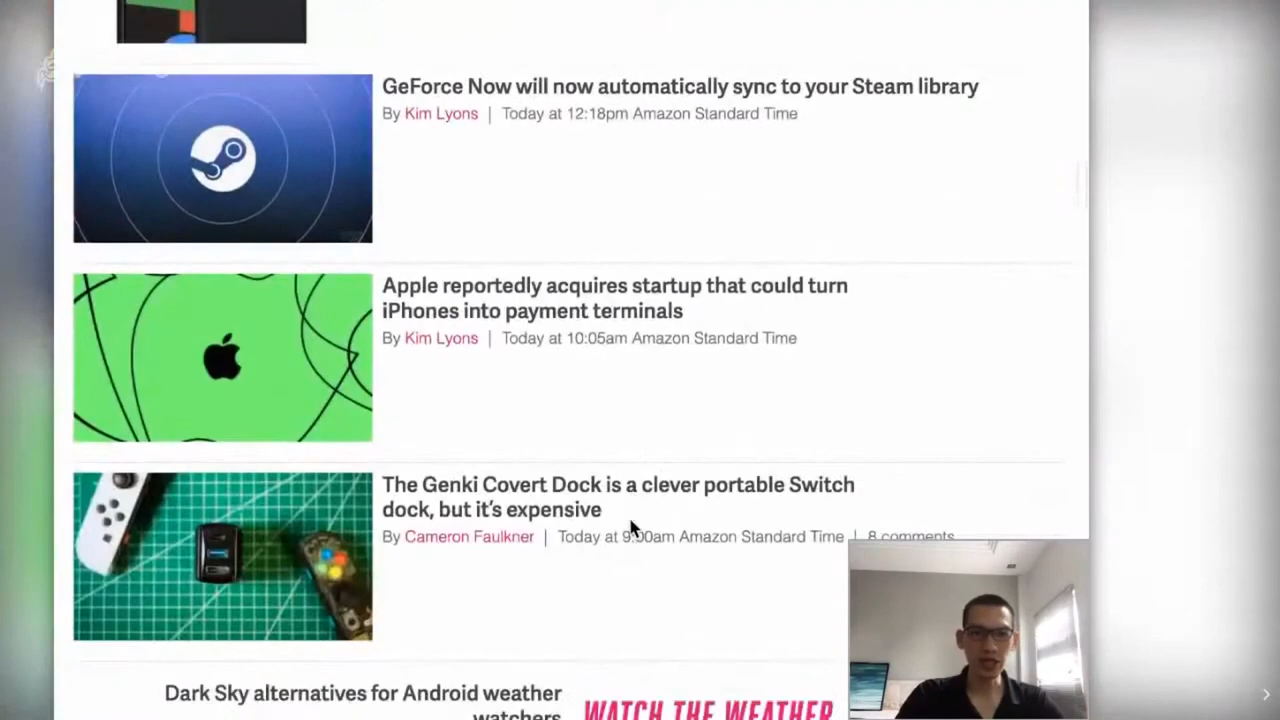 GeForce Now will now automatically sync to your Steam library
By Kim Lyons | Today at 12:18pm Amazon Standard Time
Apple reportedly acquires startup that could turn
iPhones into payment terminals
By Kim Lyons | Today at 10:05am Amazon Standard Time
The Genki Covert Dock is a clever portable Switch
dock, but it's expensive
By Cameron Faulkner | Today at 9:00am Amazon Standard Time | 8 comments
Dark Sky alternatives for Android weather
watchers
WATCH THE WEATHER